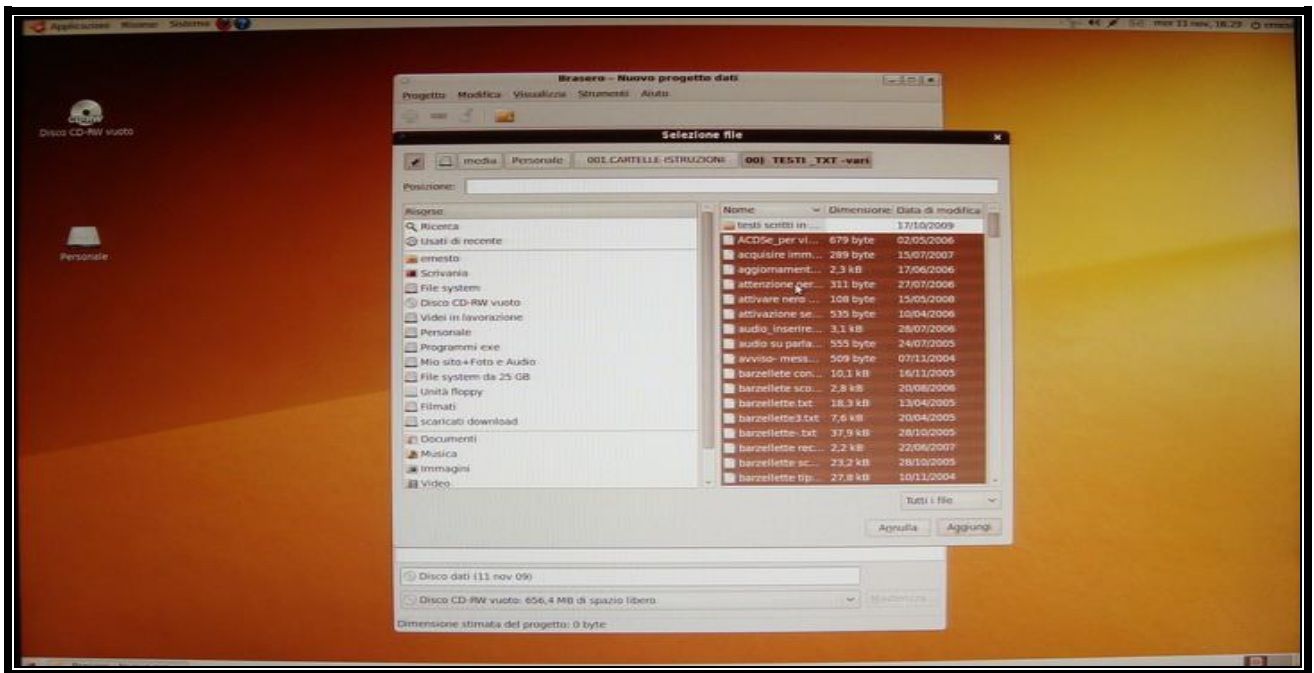 Applicazioni Risorse Sistema
mer 11 nov, 18.29
Brasero - Nuovo progetto dati
Progetto Modifica Visualizza Strumenti Aiuto
Disco CD-RW vuoto
Selezione file
media Personale 001.CARTELLE-ISTRUZIONI 00) TESTI_TXT -vari
Posizione:
Risorse
Nome Dimensione Data di modifica
Ricerca
testi scritti in ... 17/10/2009
Usati di recente
ACDSe_per vi... 679 byte 02/05/2006
Personale
ernesto
acquisire imm... 289 byte 15/07/2007
Scrivania
aggiornament... 2,3 kB 17/06/2006
File system
attenzione per... 311 byte 27/07/2006
Disco CD-RW vuoto
attivare nero ... 108 byte 15/05/2008
Videi in lavorazione
attivazione se... 535 byte 10/04/2006
Personale
audio_inserire... 3,1 kB 28/07/2006
Programmi exe
audio su parla... 555 byte 24/07/2005
Mio sito+Foto e Audio
avviso- mess... 509 byte 07/11/2004
File system da 25 GB
barzellete con... 10,1 kB 16/11/2005
Unità floppy
barzellete sco... 2,8 kB 20/08/2006
Filmati
barzellette.txt 18,3 kB 13/04/2005
scaricati download
barzellette3.txt 7,6 kB 20/04/2005
Documenti
barzellette-.txt 37,9 kB 28/10/2005
Musica
barzellette rec... 2,2 kB 22/06/2007
Immagini
barzellette sc... 23,2 kB 28/10/2005
Video
barzellette tip... 27,8 kB 10/11/2004
Tutti i file
Annulla Aggiungi
Disco dati (11 nov 09)
Disco CD-RW vuoto: 656,4 MB di spazio libero
Masterizza...
Dimensione stimata del progetto: 0 byte